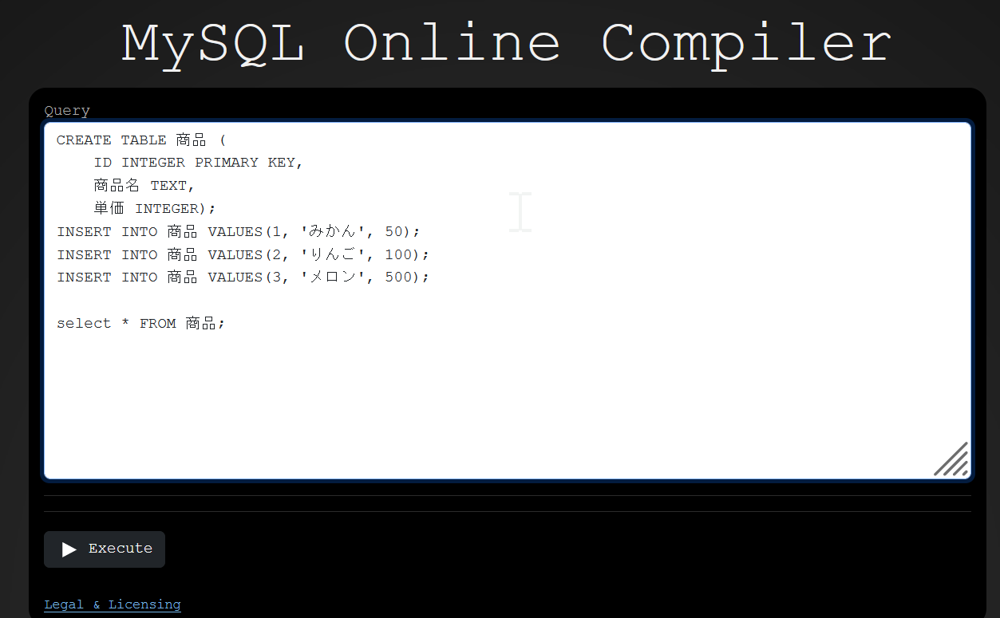 MySQL Online Compiler
Query
CREATE TABLE 商品 (
    ID INTEGER PRIMARY KEY,
    商品名 TEXT,
    単価 INTEGER);
INSERT INTO 商品 VALUES(1, 'みかん', 50);
INSERT INTO 商品 VALUES(2, 'りんご', 100);
INSERT INTO 商品 VALUES(3, 'メロン', 500);
select * FROM 商品;
Execute
Legal & Licensing